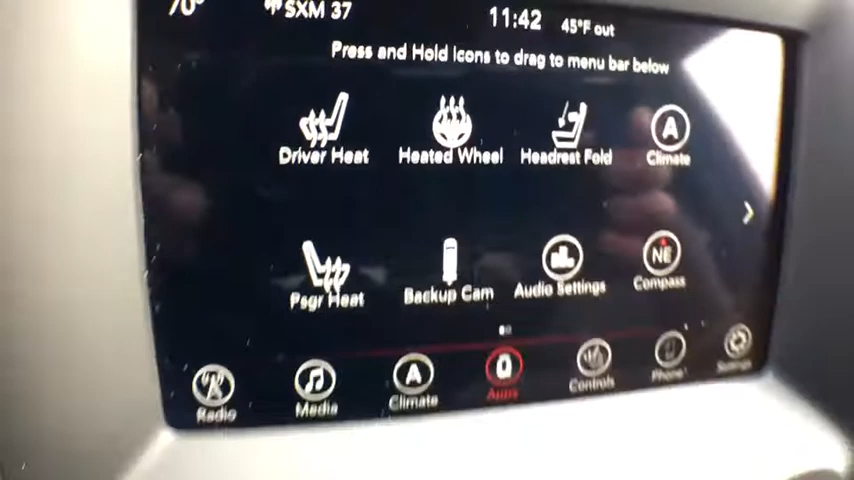 70°
SXM 37
11:42
45°F out
Press and Hold Icons to drag to menu bar below
Driver Heat
Heated Wheel
Headrest Fold
A
Climate
Psgr Heat
Backup Cam
Audio Settings
NE
Compass
Radio
Media
A
Climate
Apps
Controls
Phone
Settings